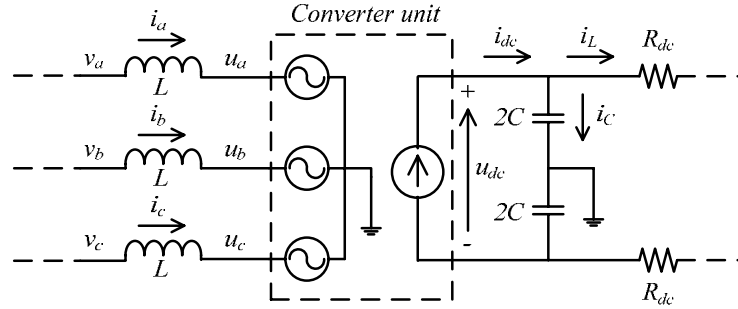 Converter unit
i_a
i_dc
i_L
R_dc
v_a
u_a
L
+
2C
i_C
i_b
v_b
u_b
L
u_dc
2C
i_c
v_c
u_c
L
-
R_dc